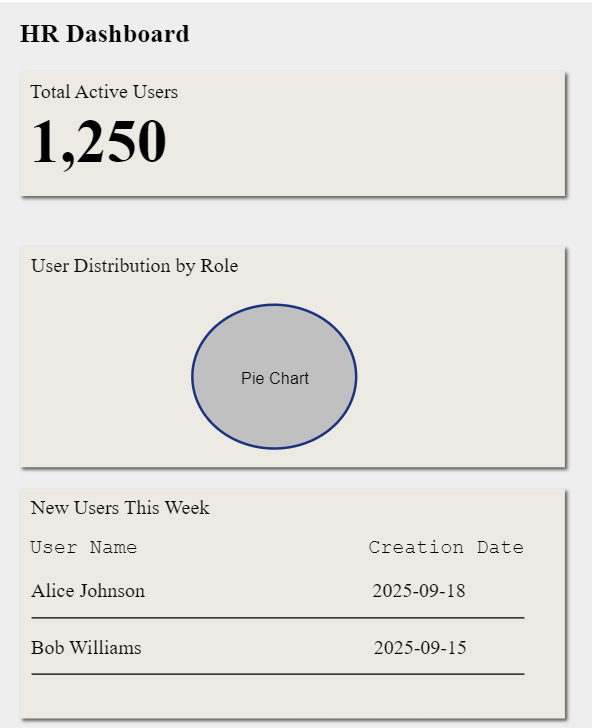 HR Dashboard
Total Active Users
1,250
User Distribution by Role
Pie Chart
New Users This Week
User Name Creation Date
Alice Johnson 2025-09-18
Bob Williams 2025-09-15